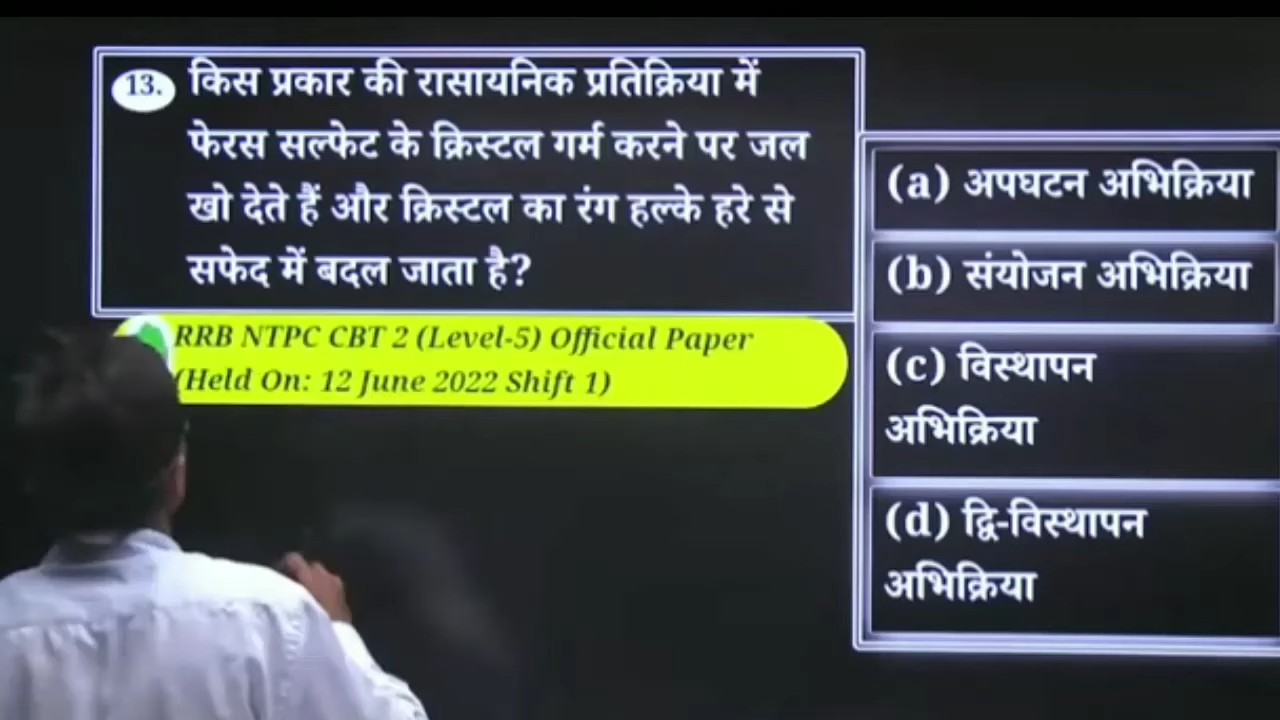 13. किस प्रकार की रासायनिक प्रतिक्रिया में
फेरस सल्फेट के क्रिस्टल गर्म करने पर जल
खो देते हैं और क्रिस्टल का रंग हल्के हरे से
सफेद में बदल जाता है?
RRB NTPC CBT 2 (Level-5) Official Paper
(Held On: 12 June 2022 Shift 1)
(a) अपघटन अभिक्रिया
(b) संयोजन अभिक्रिया
(c) विस्थापन
अभिक्रिया
(d) द्वि-विस्थापन
अभिक्रिया